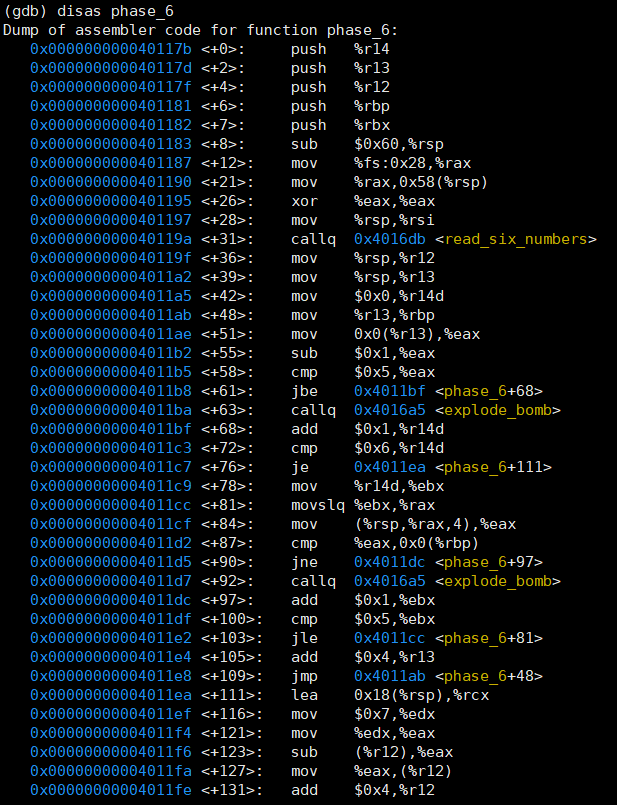 (gdb) disas phase_6
Dump of assembler code for function phase_6:
   0x000000000040117b <+0>:     push   %r14
   0x000000000040117d <+2>:     push   %r13
   0x000000000040117f <+4>:     push   %r12
   0x0000000000401181 <+6>:     push   %rbp
   0x0000000000401182 <+7>:     push   %rbx
   0x0000000000401183 <+8>:     sub    $0x60,%rsp
   0x0000000000401187 <+12>:    mov    %fs:0x28,%rax
   0x0000000000401190 <+21>:    mov    %rax,0x58(%rsp)
   0x0000000000401195 <+26>:    xor    %eax,%eax
   0x0000000000401197 <+28>:    mov    %rsp,%rsi
   0x000000000040119a <+31>:    callq  0x4016db <read_six_numbers>
   0x000000000040119f <+36>:    mov    %rsp,%r12
   0x00000000004011a2 <+39>:    mov    %rsp,%r13
   0x00000000004011a5 <+42>:    mov    $0x0,%r14d
   0x00000000004011ab <+48>:    mov    %r13,%rbp
   0x00000000004011ae <+51>:    mov    0x0(%r13),%eax
   0x00000000004011b2 <+55>:    sub    $0x1,%eax
   0x00000000004011b5 <+58>:    cmp    $0x5,%eax
   0x00000000004011b8 <+61>:    jbe    0x4011bf <phase_6+68>
   0x00000000004011ba <+63>:    callq  0x4016a5 <explode_bomb>
   0x00000000004011bf <+68>:    add    $0x1,%r14d
   0x00000000004011c3 <+72>:    cmp    $0x6,%r14d
   0x00000000004011c7 <+76>:    je     0x4011ea <phase_6+111>
   0x00000000004011c9 <+78>:    mov    %r14d,%ebx
   0x00000000004011cc <+81>:    movslq %ebx,%rax
   0x00000000004011cf <+84>:    mov    (%rsp,%rax,4),%eax
   0x00000000004011d2 <+87>:    cmp    %eax,0x0(%rbp)
   0x00000000004011d5 <+90>:    jne    0x4011dc <phase_6+97>
   0x00000000004011d7 <+92>:    callq  0x4016a5 <explode_bomb>
   0x00000000004011dc <+97>:    add    $0x1,%ebx
   0x00000000004011df <+100>:   cmp    $0x5,%ebx
   0x00000000004011e2 <+103>:   jle    0x4011cc <phase_6+81>
   0x00000000004011e4 <+105>:   add    $0x4,%r13
   0x00000000004011e8 <+109>:   jmp    0x4011ab <phase_6+48>
   0x00000000004011ea <+111>:   lea    0x18(%rsp),%rcx
   0x00000000004011ef <+116>:   mov    $0x7,%edx
   0x00000000004011f4 <+121>:   mov    %edx,%eax
   0x00000000004011f6 <+123>:   sub    (%r12),%eax
   0x00000000004011fa <+127>:   mov    %eax,(%r12)
   0x00000000004011fe <+131>:   add    $0x4,%r12